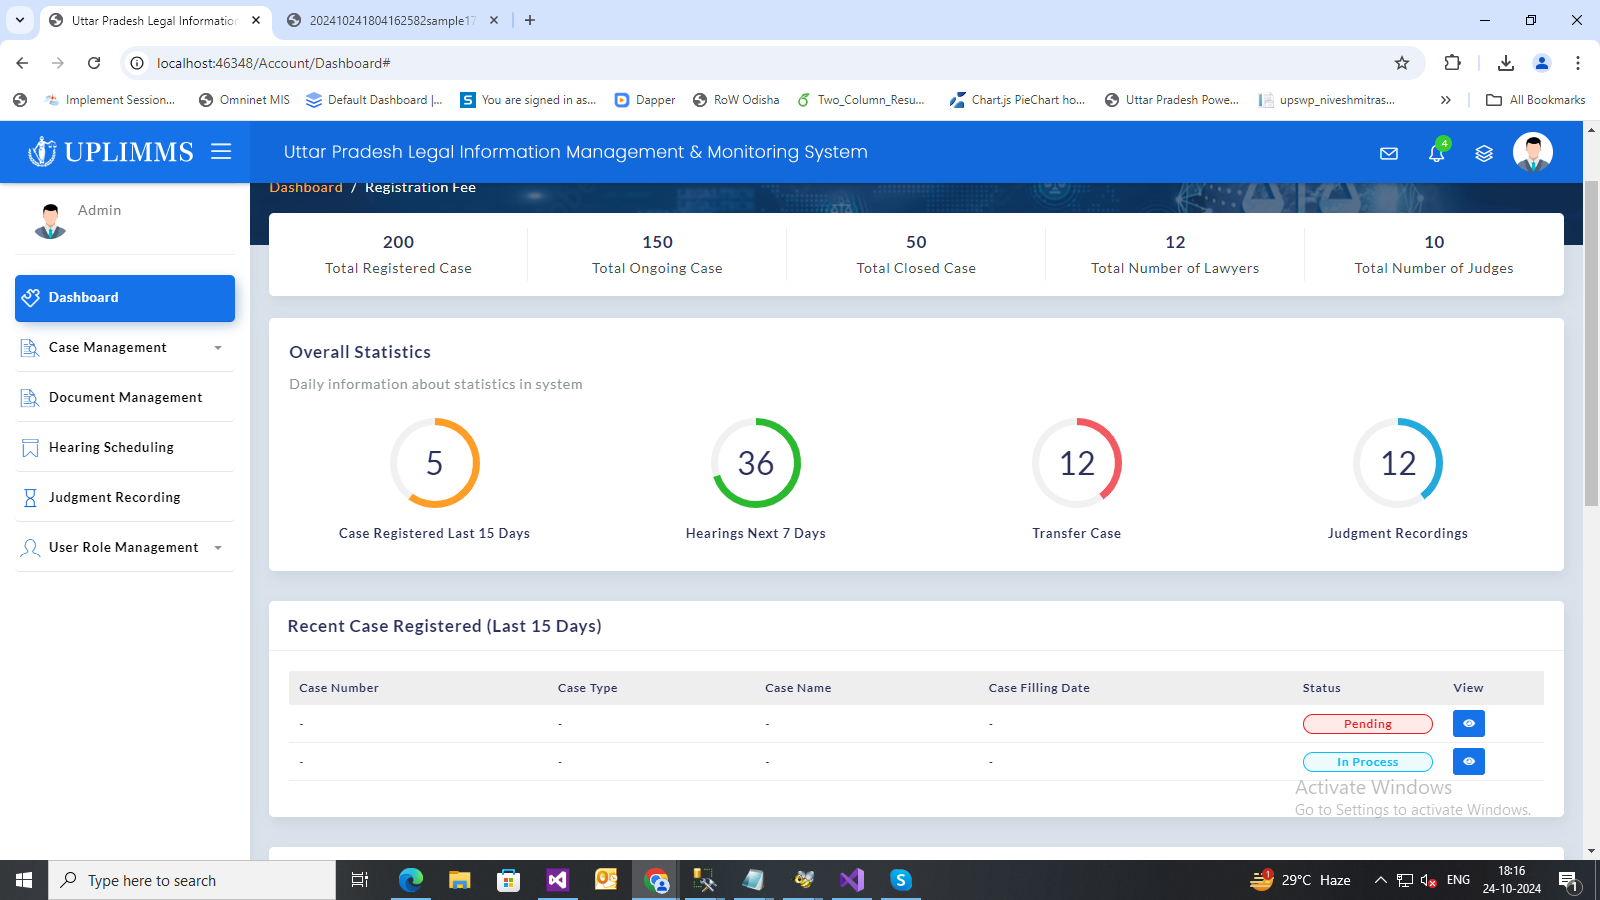 Uttar Pradesh Legal Information
202410241804162582sample17
localhost:46348/Account/Dashboard#
Implement Session...
Omninet MIS
Default Dashboard |...
S
You are signed in as...
Dapper
RoW Odisha
Two_Column_Resu...
Chart.js PieChart ho...
Uttar Pradesh Powe...
upswp_niveshmitras...
All Bookmarks
UPLIMMS
Uttar Pradesh Legal Information Management & Monitoring System
4
Admin
Dashboard
Case Management
Document Management
Hearing Scheduling
Judgment Recording
User Role Management
Dashboard / Registration Fee
200
Total Registered Case
150
Total Ongoing Case
50
Total Closed Case
12
Total Number of Lawyers
10
Total Number of Judges
Overall Statistics
Daily information about statistics in system
5
Case Registered Last 15 Days
36
Hearings Next 7 Days
12
Transfer Case
12
Judgment Recordings
Recent Case Registered (Last 15 Days)
Case Number Case Type Case Name Case Filling Date Status View
- - - - Pending
- - - - In Process
Activate Windows
Go to Settings to activate Windows.
Type here to search
S
1
29°C Haze
ENG
18:16
24-10-2024
1